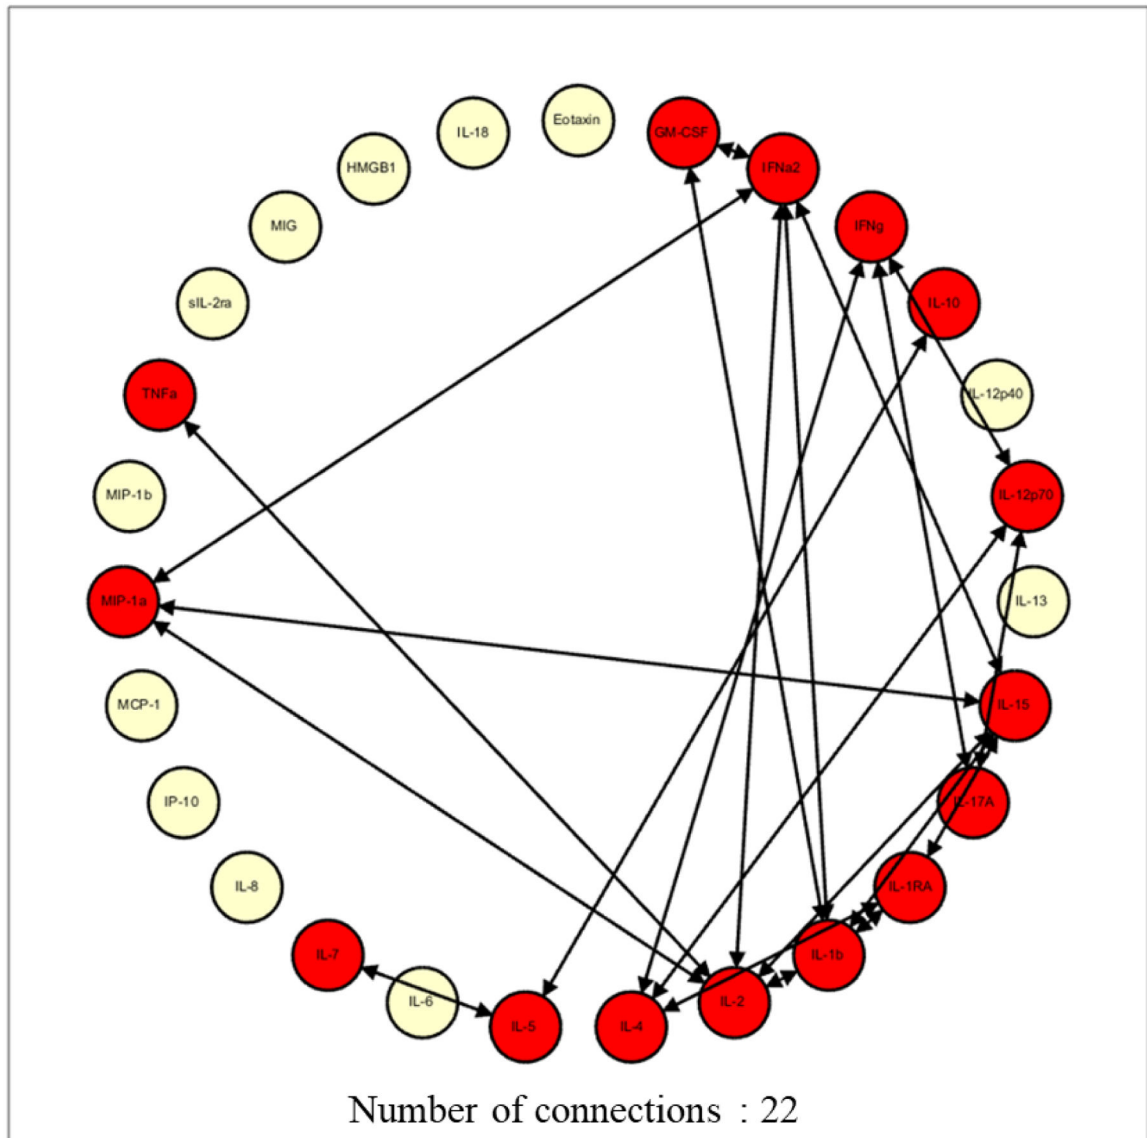 Eotaxin
GM-CSF
IL-18
IFNa2
HMGB1
MIG
IFNg
sIL-2ra
IL-10
TNFa
IL-12p40
MIP-1b
IL-12p70
MIP-1a
IL-13
MCP-1
IL-15
IP-10
IL-17A
IL-8
IL-1RA
IL-7
IL-1b
IL-6
IL-2
IL-5
IL-4
Number of connections : 22